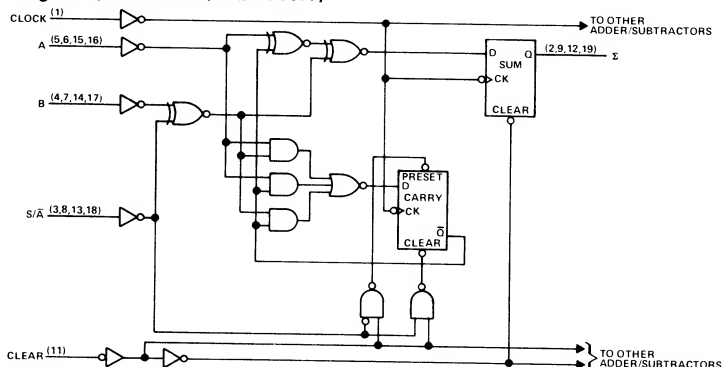 CLOCK (1)
TO OTHER
ADDER/SUBTRACTORS
A (5,6,15,16)
D Q (2,9,12,19) Σ
SUM
CK
CLEAR
B (4,7,14,17)
PRESET
D
CARRY
CK
Q̅
CLEAR
S/A̅ (3,8,13,18)
CLEAR (11)
TO OTHER
ADDER/SUBTRACTORS